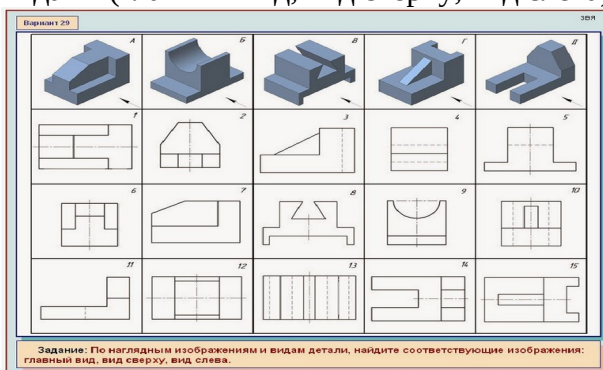 Вариант 29
ЗВЯ
А Б В Г Д
1 2 3 4 5
6 7 8 9 10
11 12 13 14 15
Задание: По наглядным изображениям и видам детали, найдите соответствующие изображения:
главный вид, вид сверху, вид слева.